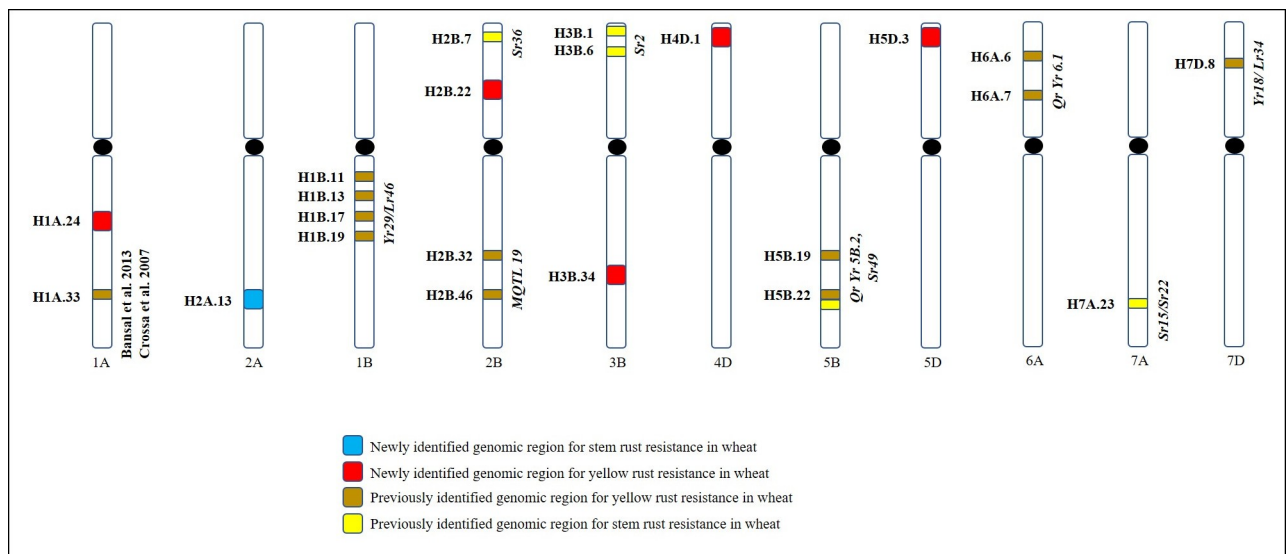 H1A.24
H1A.33
Bansal et al. 2013
Crossa et al. 2007
1A
H2A.13
2A
H1B.11
H1B.13
H1B.17
H1B.19
Yr29/Lr46
1B
H2B.7
Sr36
H2B.22
H2B.32
H2B.46
MQTL 19
2B
H3B.1
H3B.6
Sr2
H3B.34
3B
H4D.1
4D
H5B.19
H5B.22
Qr Yr 5B.2,
Sr49
5B
H5D.3
5D
H6A.6
H6A.7
Qr Yr 6.1
6A
H7A.23
Sr15/Sr22
7A
H7D.8
Yr18/ Lr34
7D
Newly identified genomic region for stem rust resistance in wheat
Newly identified genomic region for yellow rust resistance in wheat
Previously identified genomic region for yellow rust resistance in wheat
Previously identified genomic region for stem rust resistance in wheat